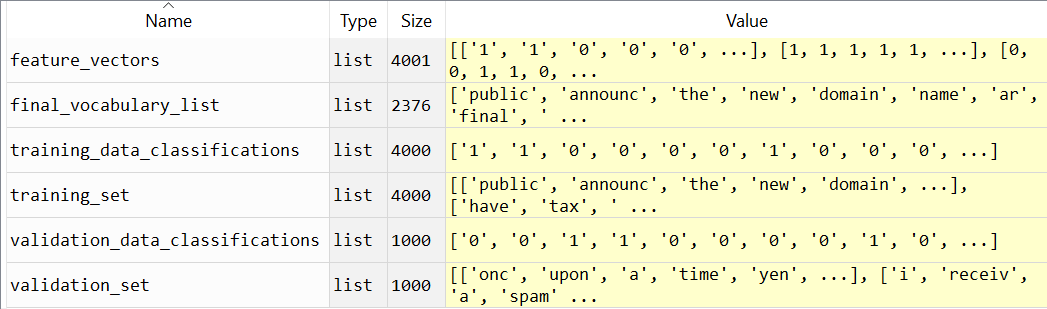 Name Type Size Value
feature_vectors list 4001 [['1', '1', '0', '0', '0', ...], [1, 1, 1, 1, 1, ...], [0,
0, 1, 1, 0, ...
final_vocabulary_list list 2376 ['public', 'announc', 'the', 'new', 'domain', 'name', 'ar',
'final', ' ...
training_data_classifications list 4000 ['1', '1', '0', '0', '0', '0', '1', '0', '0', '0', ...]
training_set list 4000 [['public', 'announc', 'the', 'new', 'domain', ...],
['have', 'tax', ' ...
validation_data_classifications list 1000 ['0', '0', '1', '1', '0', '0', '0', '0', '1', '0', ...]
validation_set list 1000 [['onc', 'upon', 'a', 'time', 'yen', ...], ['i', 'receiv',
'a', 'spam' ...